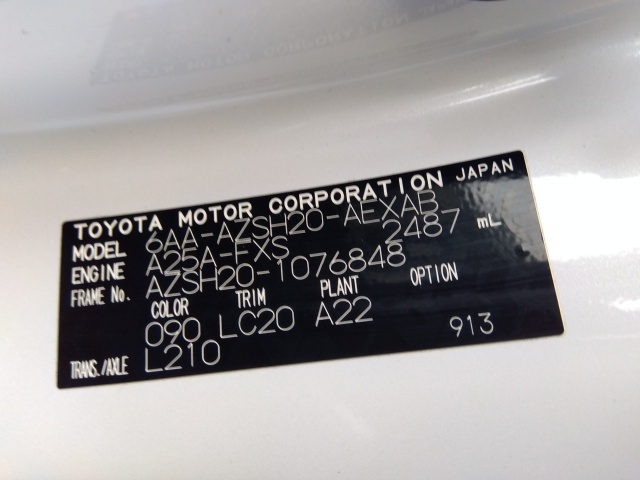 TOYOTA MOTOR CORPORATION JAPAN
MODEL 6AA-AZSH20-AEXAB
ENGINE A25A-FXS 2487 mL
FRAME No. AZSH20-1076848
COLOR TRIM PLANT OPTION
090 LC20 A22
TRANS./AXLE L210 913